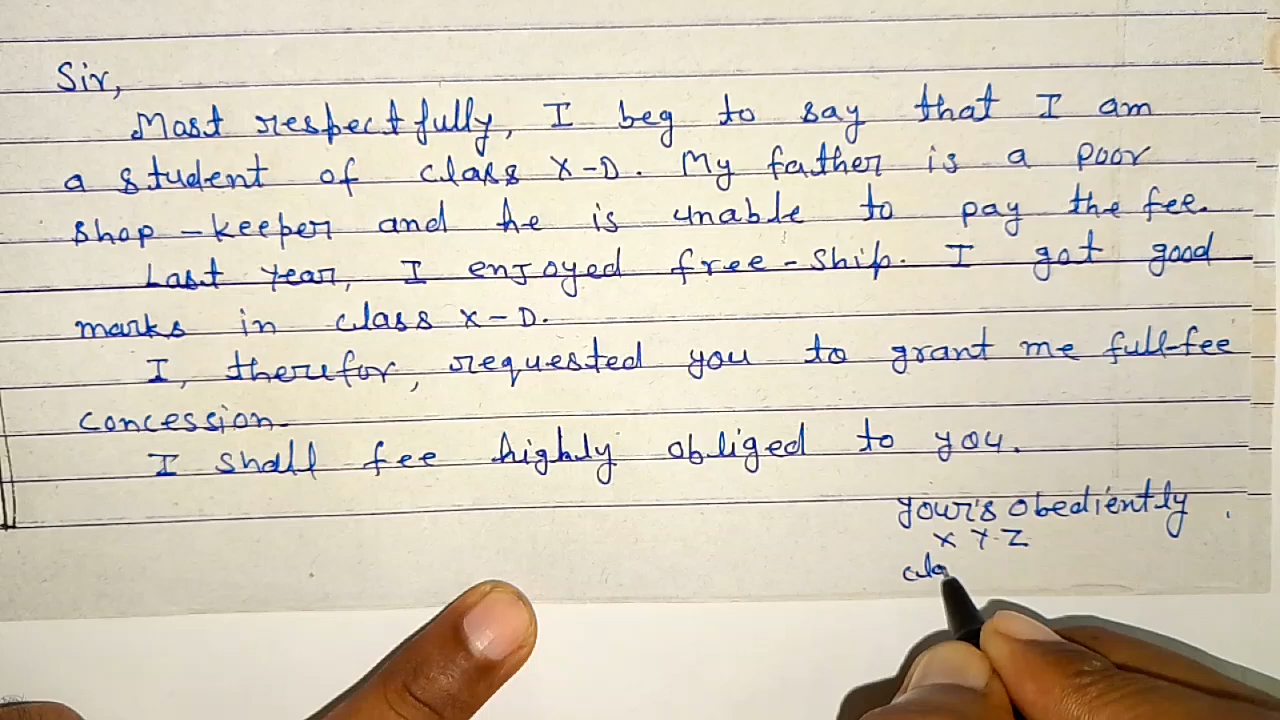 Sir,
Most respectfully, I beg to say that I am
a student of class X-D. My father is a poor
shop-keeper and he is unable to pay the fee.
Last year, I enjoyed free-ship. I got good
marks in class X-D.
I, therefor, requested you to grant me full-fee
concession.
I shall fee highly obliged to you.
your's obediently
X Y Z
cla